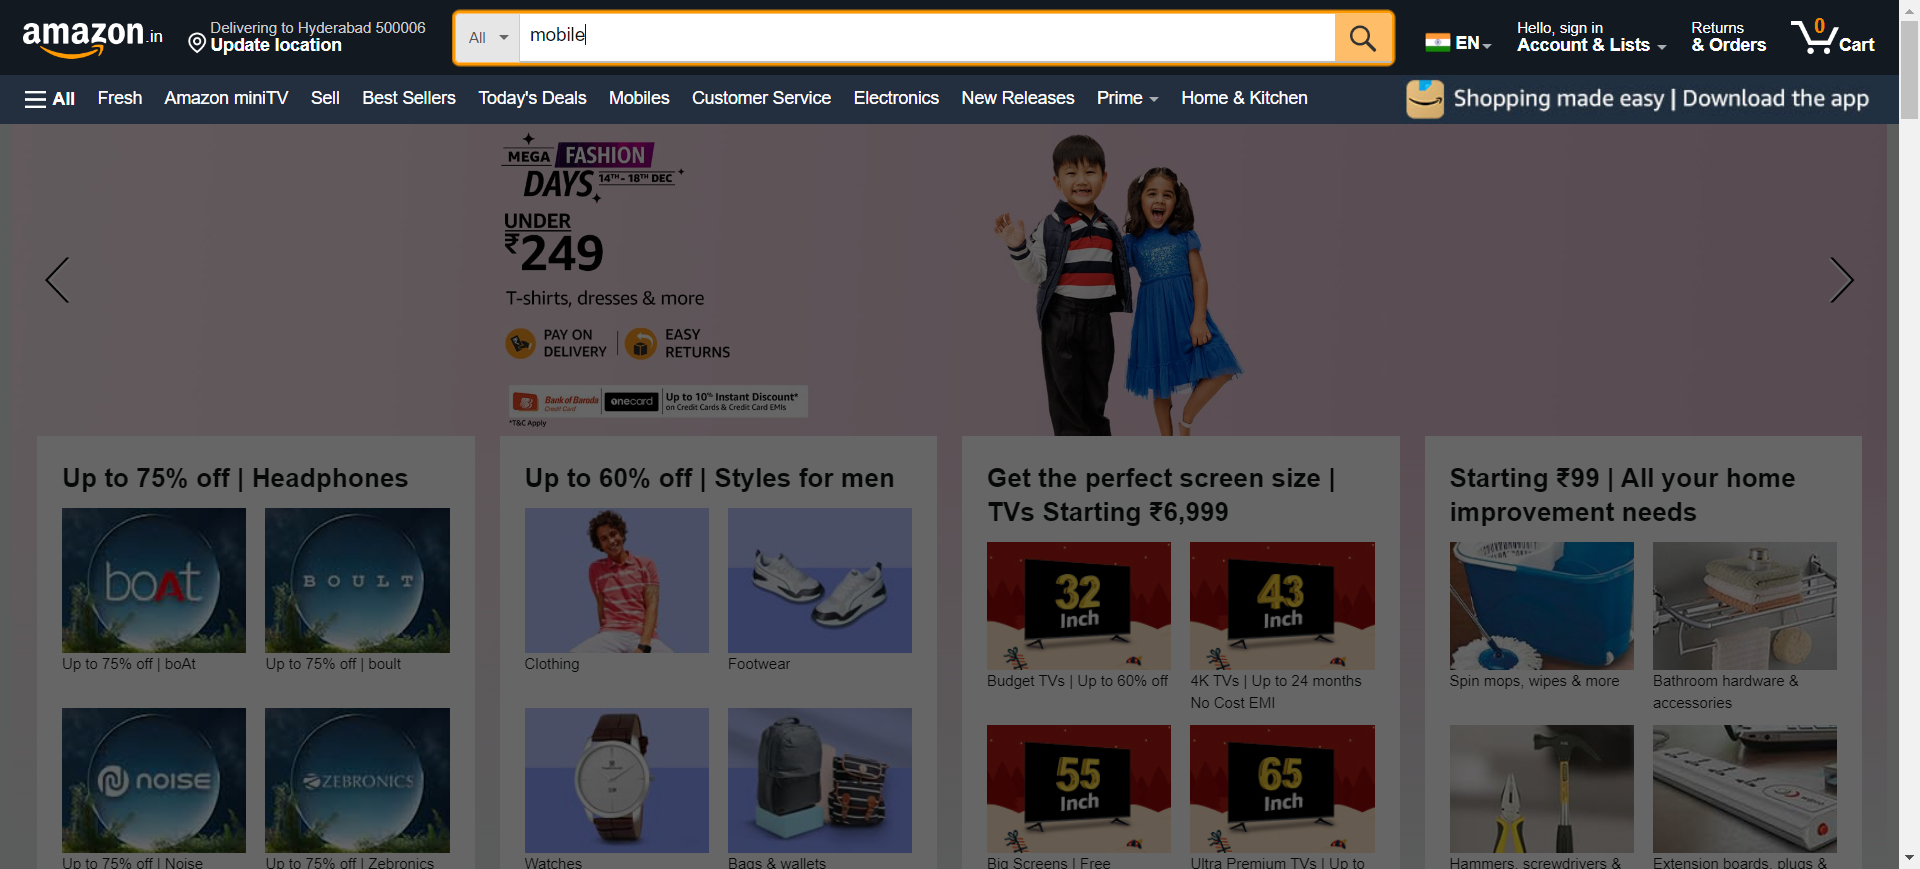 amazon.in
Delivering to Hyderabad 500006
Update location
All
mobile
EN
Hello, sign in
Account & Lists
Returns
& Orders
0
Cart
All
Fresh
Amazon miniTV
Sell
Best Sellers
Today's Deals
Mobiles
Customer Service
Electronics
New Releases
Prime
Home & Kitchen
Shopping made easy | Download the app
MEGA FASHION
DAYS 14TH - 18TH DEC
UNDER
₹249
T-shirts, dresses & more
PAY ON
DELIVERY
EASY
RETURNS
Bank of Baroda
Credit Card
onecard
Up to 10% Instant Discount*
on Credit Cards & Credit Card EMIs
*T&C Apply
Up to 75% off | Headphones
boAt
BOULT
Up to 75% off | boAt
Up to 75% off | boult
NOISE
ZEBRONICS
Up to 75% off | Noise
Up to 75% off | Zebronics
Up to 60% off | Styles for men
Clothing
Footwear
Watches
Bags & wallets
Get the perfect screen size |
TVs Starting ₹6,999
32
Inch
43
Inch
Budget TVs | Up to 60% off
4K TVs | Up to 24 months
No Cost EMI
55
Inch
65
Inch
Big Screens | Free
Ultra Premium TVs | Up to
Starting ₹99 | All your home
improvement needs
Spin mops, wipes & more
Bathroom hardware &
accessories
Hammers, screwdrivers &
Extension boards, plugs &